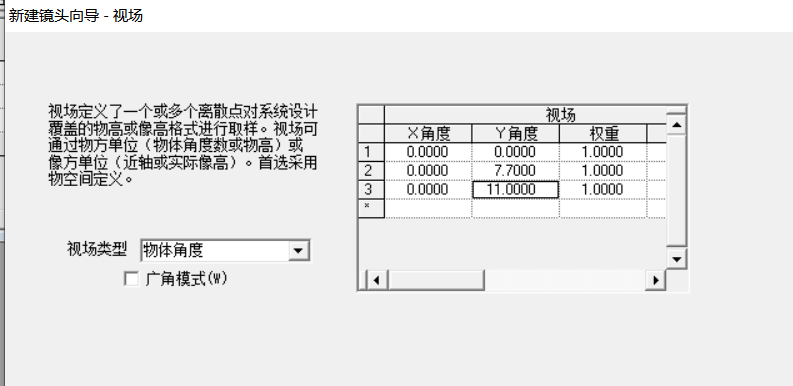 新建镜头向导 - 视场
视场定义了一个或多个离散点对系统设计
覆盖的物高或像高格式进行取样。视场可
通过物方单位（物体角度数或物高）或
像方单位（近轴或实际像高）。首选采用
物空间定义。
视场类型 物体角度
广角模式(W)
视场
X角度 Y角度 权重
1 0.0000 0.0000 1.0000
2 0.0000 7.7000 1.0000
3 0.0000 11.0000 1.0000
*